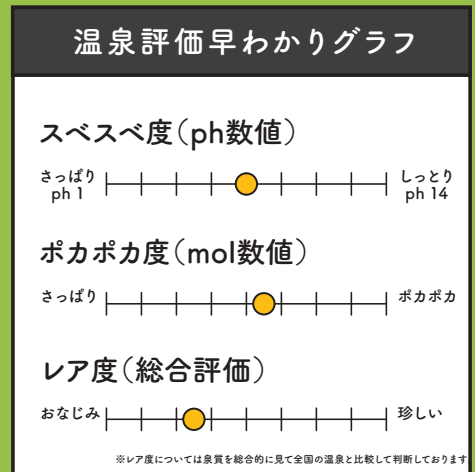 温泉評価早わかりグラフ
スベスベ度(ph数値)
さっぱり しっとり
ph 1 ph 14
ポカポカ度(mol数値)
さっぱり ポカポカ
レア度(総合評価)
おなじみ 珍しい
※レア度については泉質を総合的に見て全国の温泉と比較して判断しております